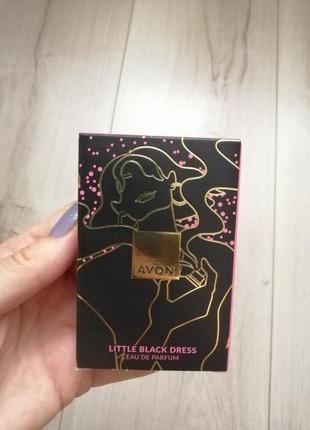 AVON
LITTLE BLACK DRESS
EAU DE PARFUM